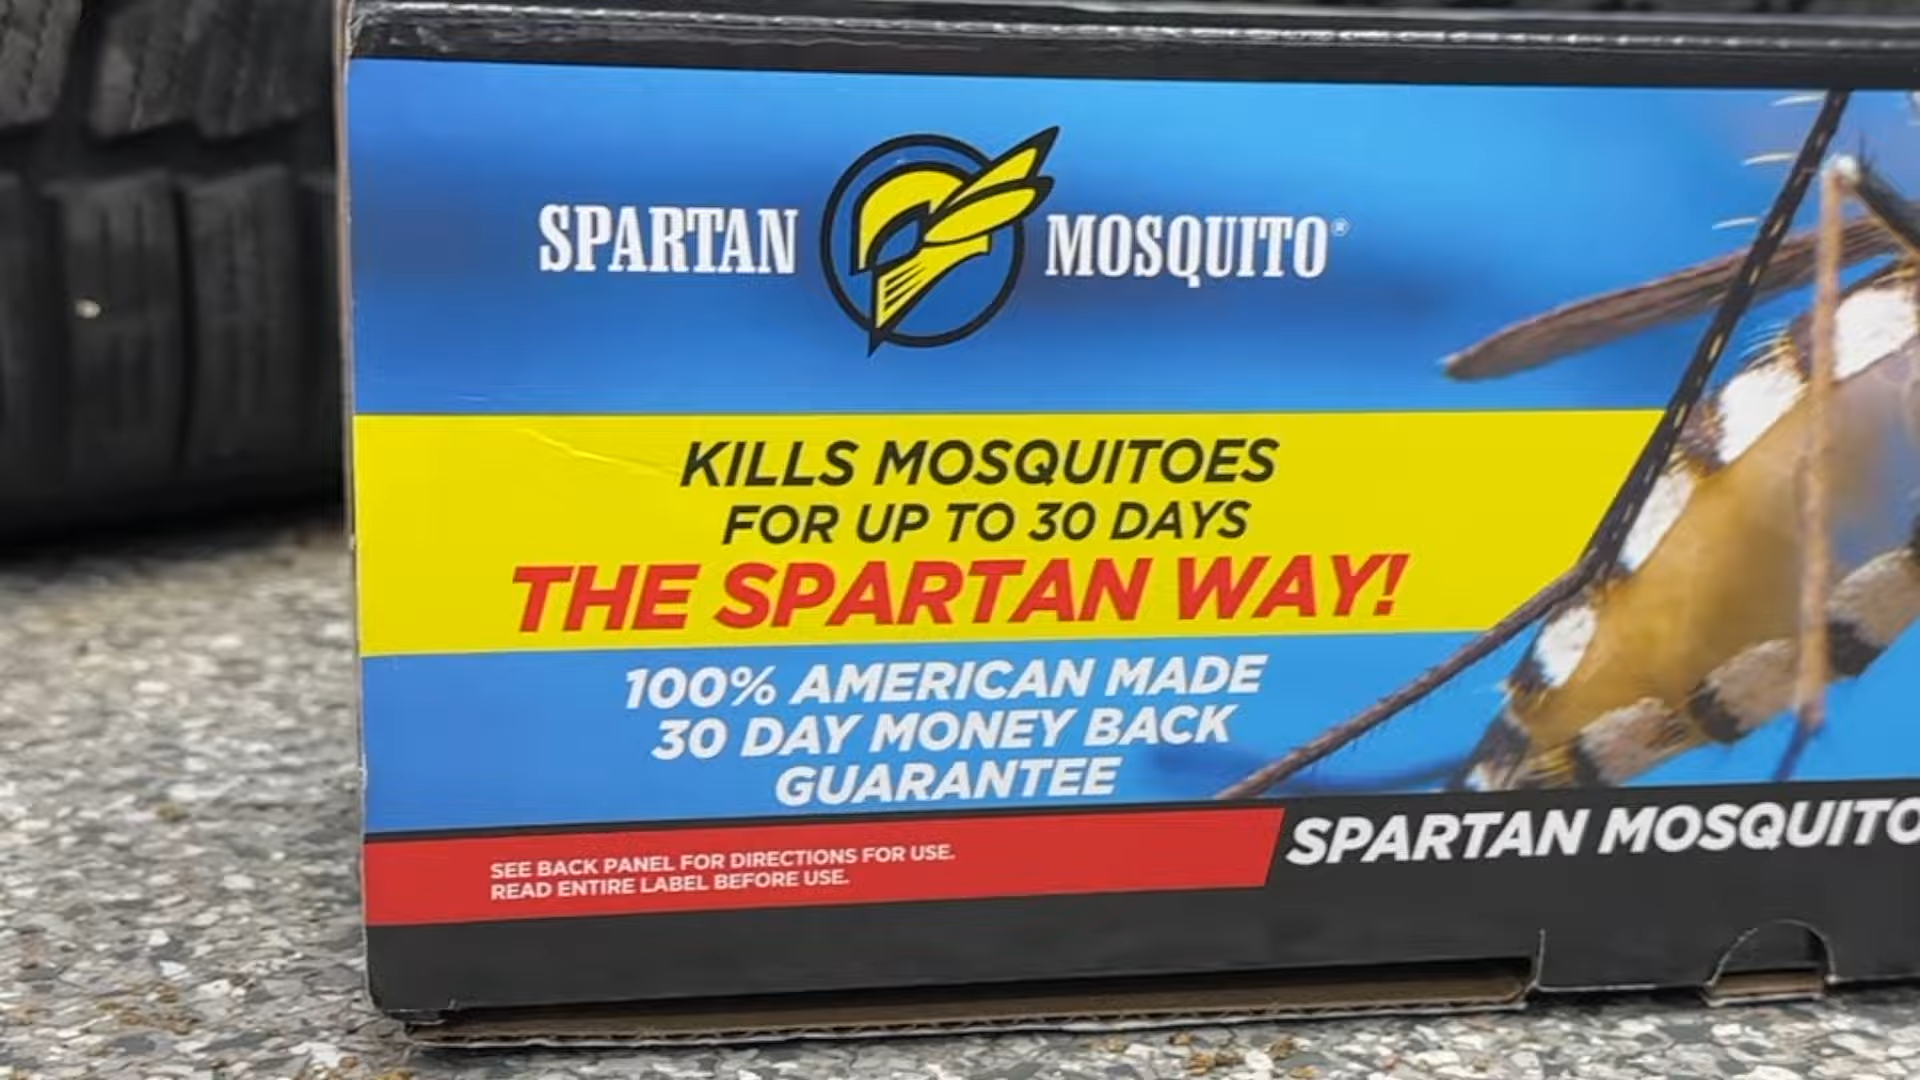 SPARTAN MOSQUITO®
KILLS MOSQUITOES
FOR UP TO 30 DAYS
THE SPARTAN WAY!
100% AMERICAN MADE
30 DAY MONEY BACK
GUARANTEE
SPARTAN MOSQUITO
SEE BACK PANEL FOR DIRECTIONS FOR USE.
READ ENTIRE LABEL BEFORE USE.